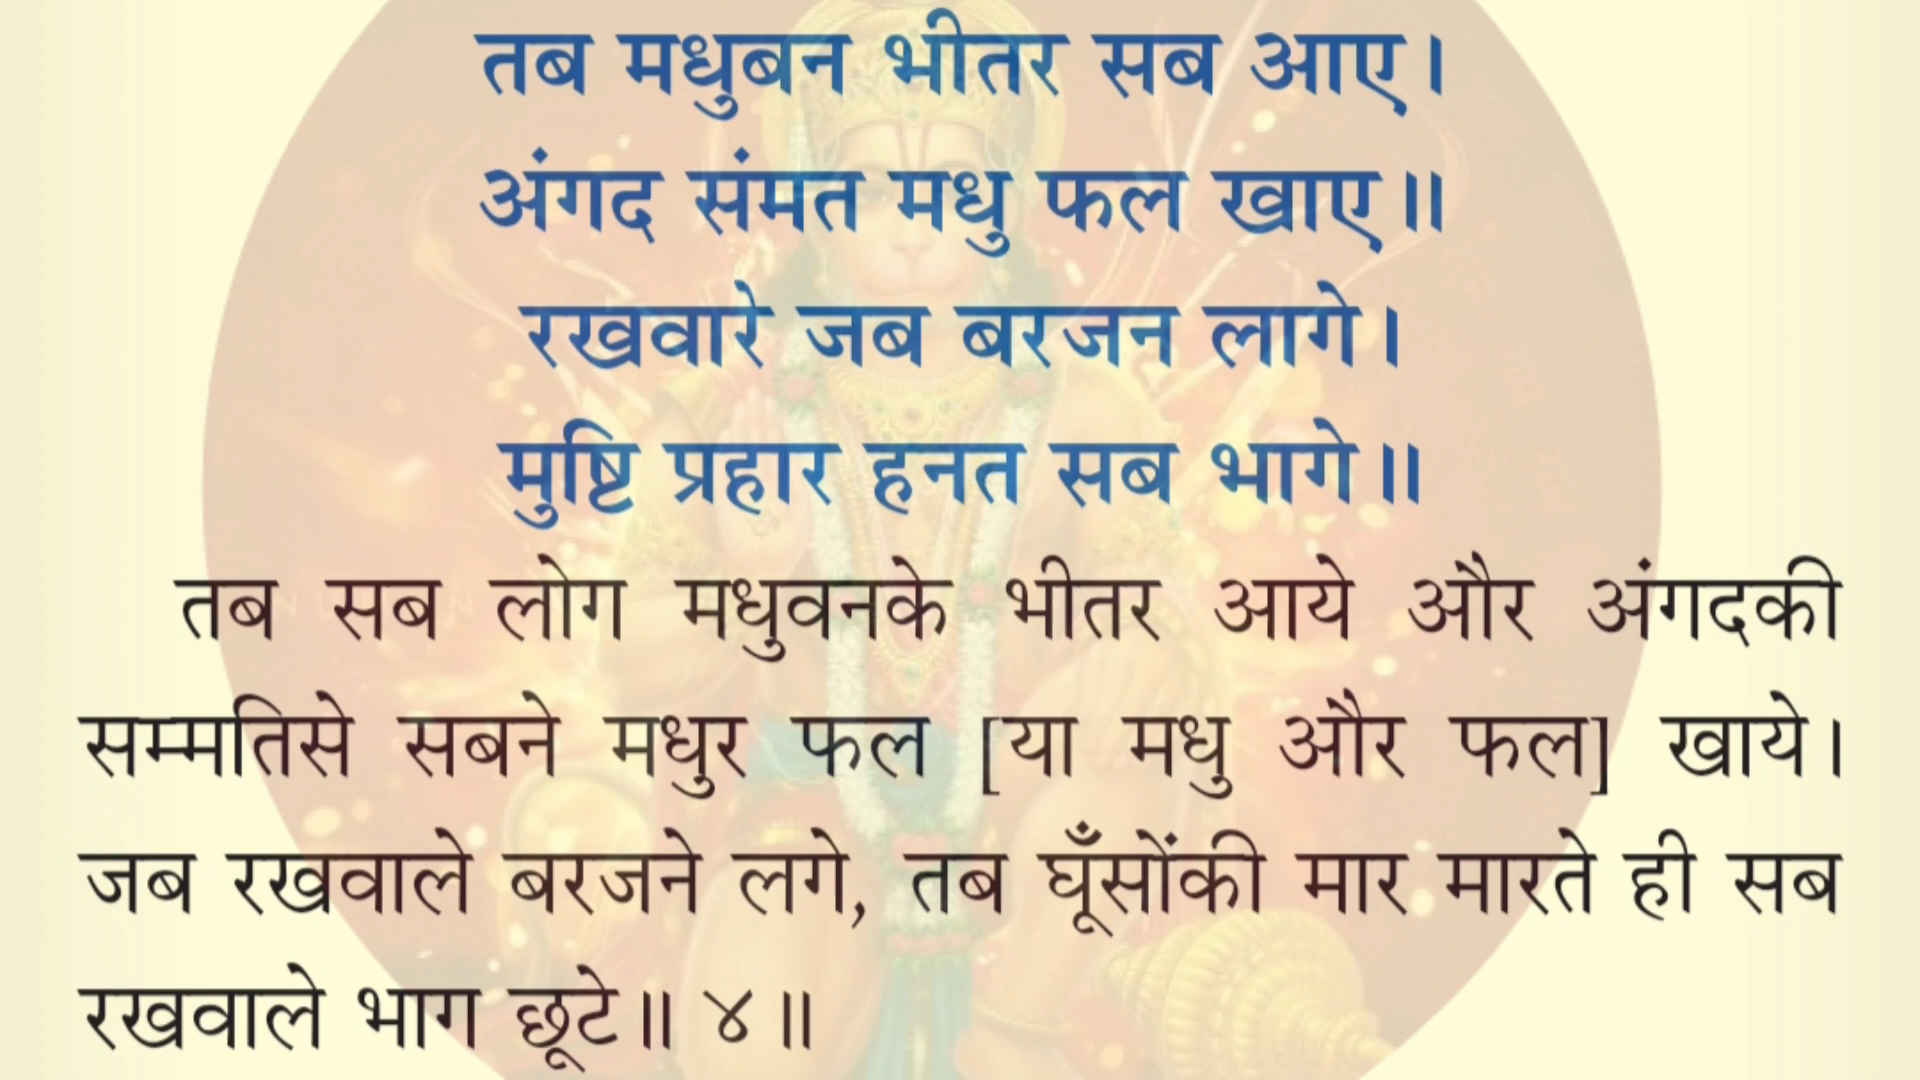 तब मधुबन भीतर सब आए।
अंगद संमत मधु फल खाए॥
रखवारे जब बरजन लागे।
मुष्टि प्रहार हनत सब भागे॥
तब सब लोग मधुवनके भीतर आये और अंगदकी
सम्मतिसे सबने मधुर फल [या मधु और फल] खाये।
जब रखवाले बरजने लगे, तब घूँसोंकी मार मारते ही सब
रखवाले भाग छूटे॥ ४॥